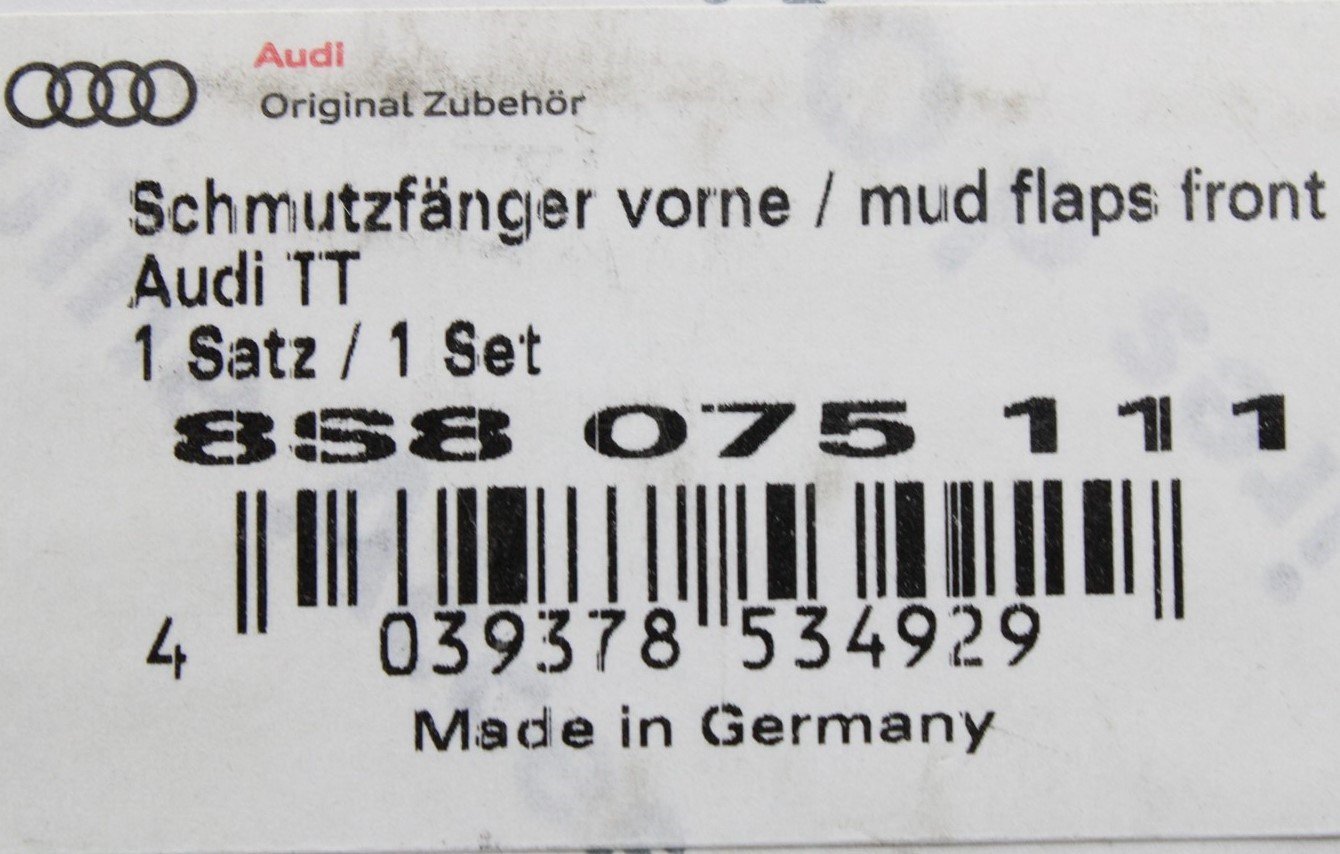 Audi
Original Zubehör
Schmutzfänger vorne / mud flaps front
Audi TT
1 Satz / 1 Set
8S8 075 111
4 039378 534929
Made in Germany